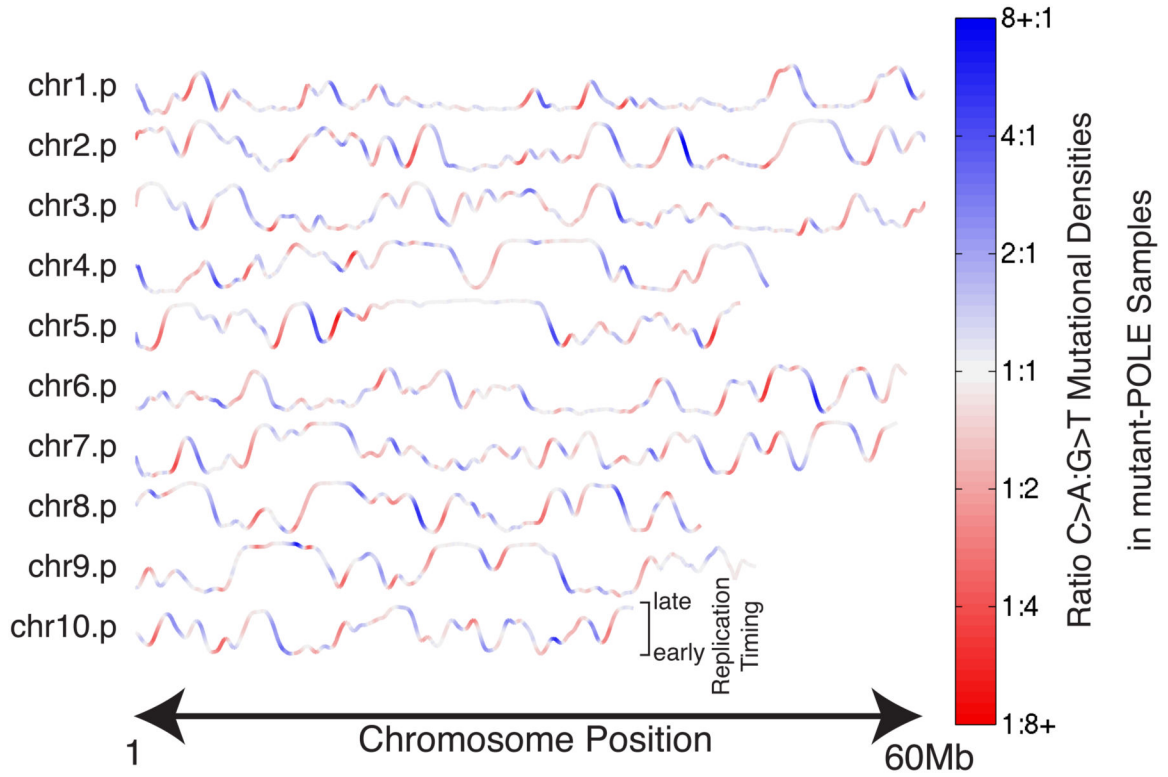 chr1.p
chr2.p
chr3.p
chr4.p
chr5.p
chr6.p
chr7.p
chr8.p
chr9.p
chr10.p
late
early
Replication
Timing
1
Chromosome Position
60Mb
8+:1
4:1
2:1
1:1
1:2
1:4
1:8+
Ratio C>A:G>T Mutational Densities
in mutant-POLE Samples